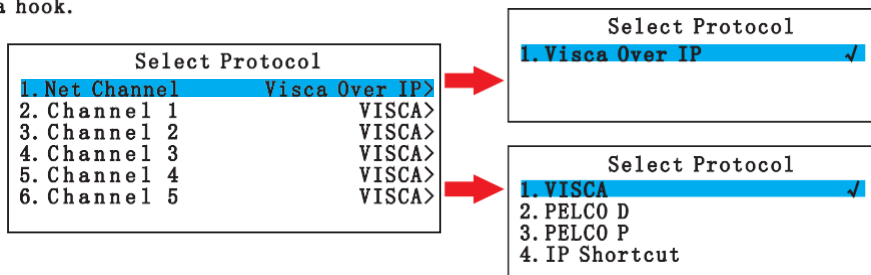 a hook.
Select Protocol
1.Net Channel Visca Over IP>
2.Channel 1 VISCA>
3.Channel 2 VISCA>
4.Channel 3 VISCA>
5.Channel 4 VISCA>
6.Channel 5 VISCA>
Select Protocol
1.Visca Over IP √
Select Protocol
1.VISCA √
2.PELCO D
3.PELCO P
4.IP Shortcut